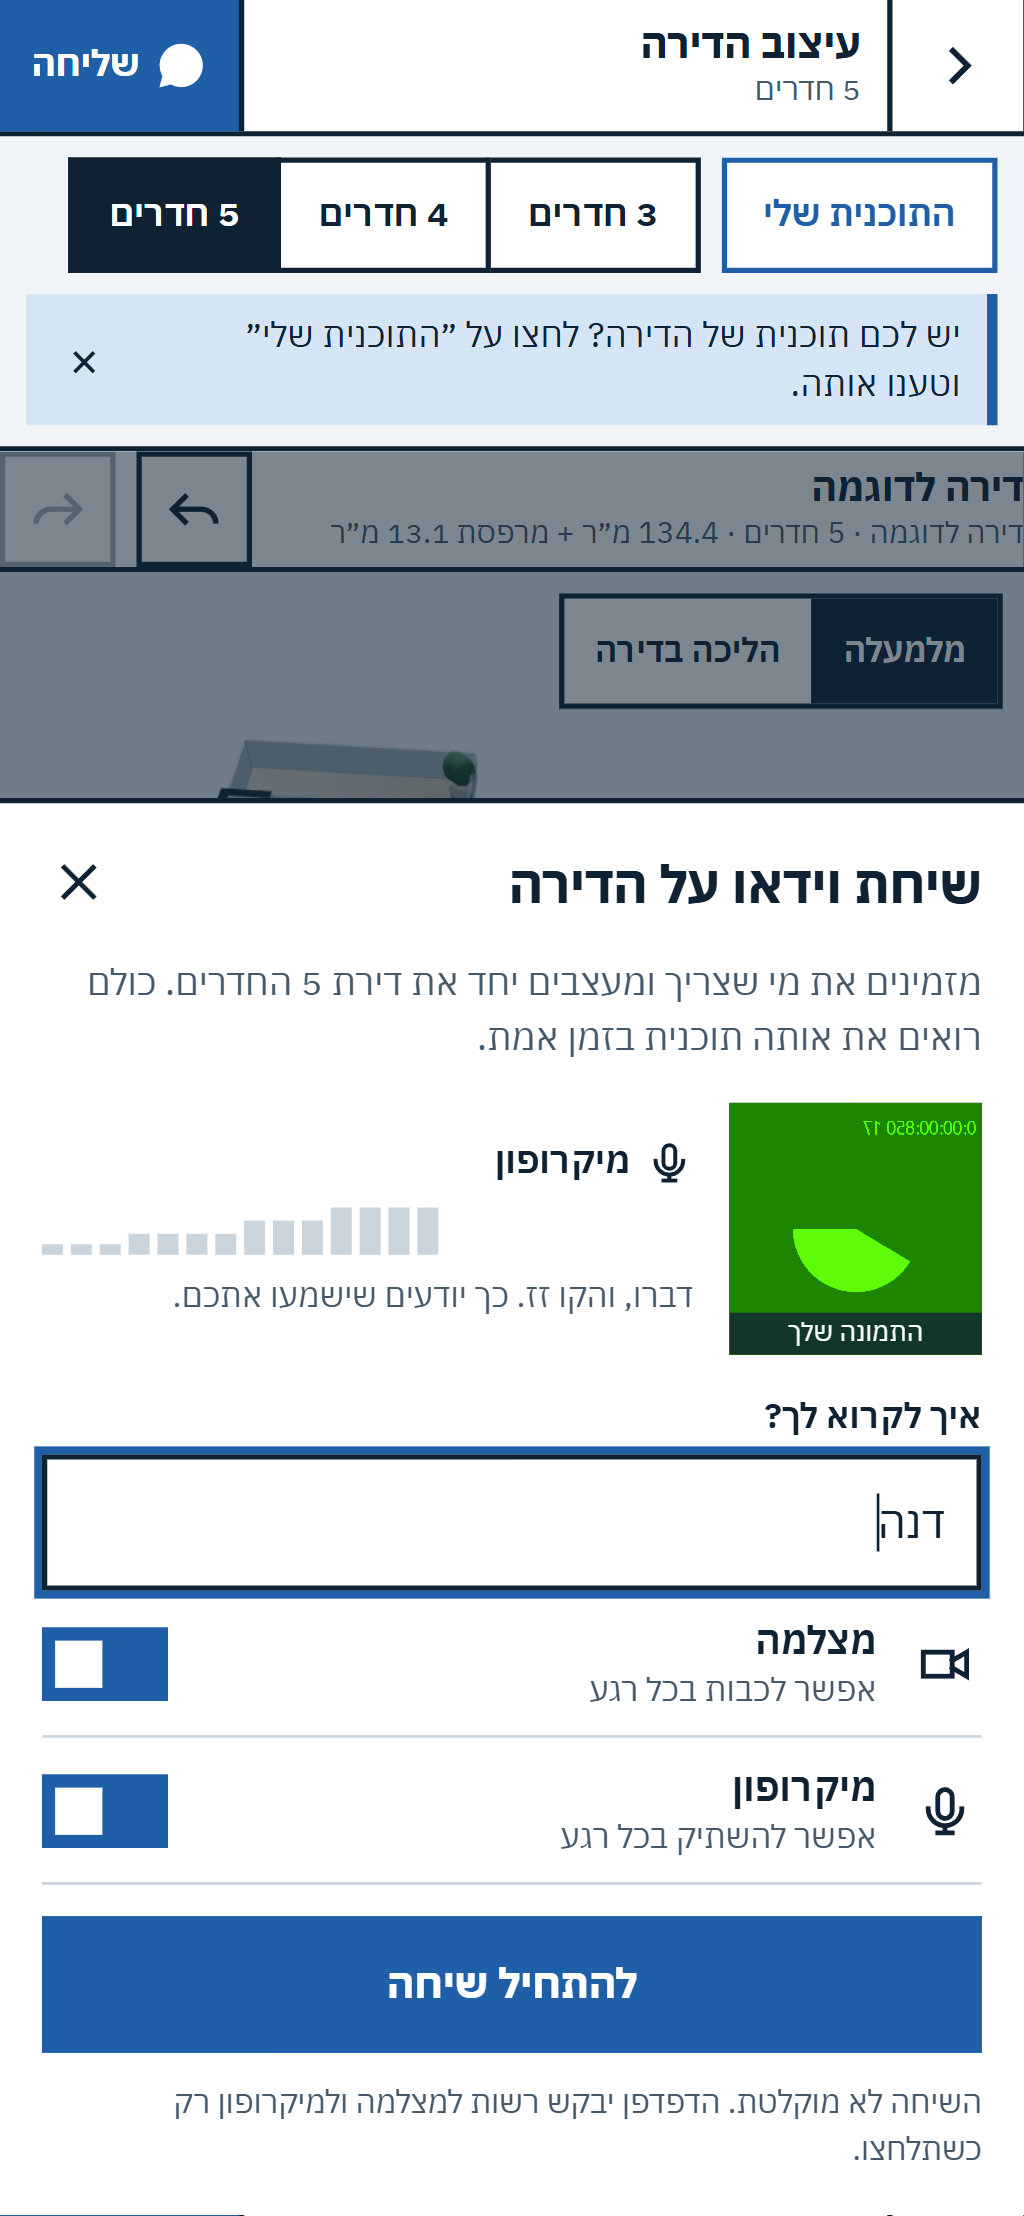 עיצוב הדירה
5 חדרים
שליחה
התוכנית שלי
3 חדרים
4 חדרים
5 חדרים
יש לכם תוכנית של הדירה? לחצו על ״התוכנית שלי״
וטענו אותה.
דירה לדוגמה
דירה לדוגמה · 5 חדרים · 134.4 מ״ר + מרפסת 13.1 מ״ר
מלמעלה
הליכה בדירה
שיחת וידאו על הדירה
מזמינים את מי שצריך ומעצבים יחד את דירת 5 החדרים. כולם
רואים את אותה תוכנית בזמן אמת.
0:00:00:850 17
התמונה שלך
מיקרופון
דברו, והקו זז. כך יודעים שישמעו אתכם.
איך לקרוא לך?
דנה
מצלמה
אפשר לכבות בכל רגע
מיקרופון
אפשר להשתיק בכל רגע
להתחיל שיחה
השיחה לא מוקלטת. הדפדפן יבקש רשות למצלמה ולמיקרופון רק
כשתלחצו.